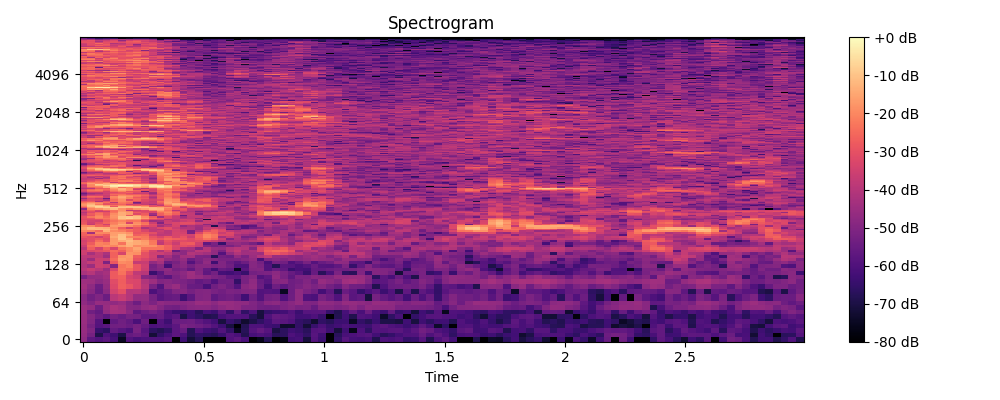 Spectrogram
Hz
4096
2048
1024
512
256
128
64
0
0
0.5
1
1.5
2
2.5
Time
+0 dB
-10 dB
-20 dB
-30 dB
-40 dB
-50 dB
-60 dB
-70 dB
-80 dB